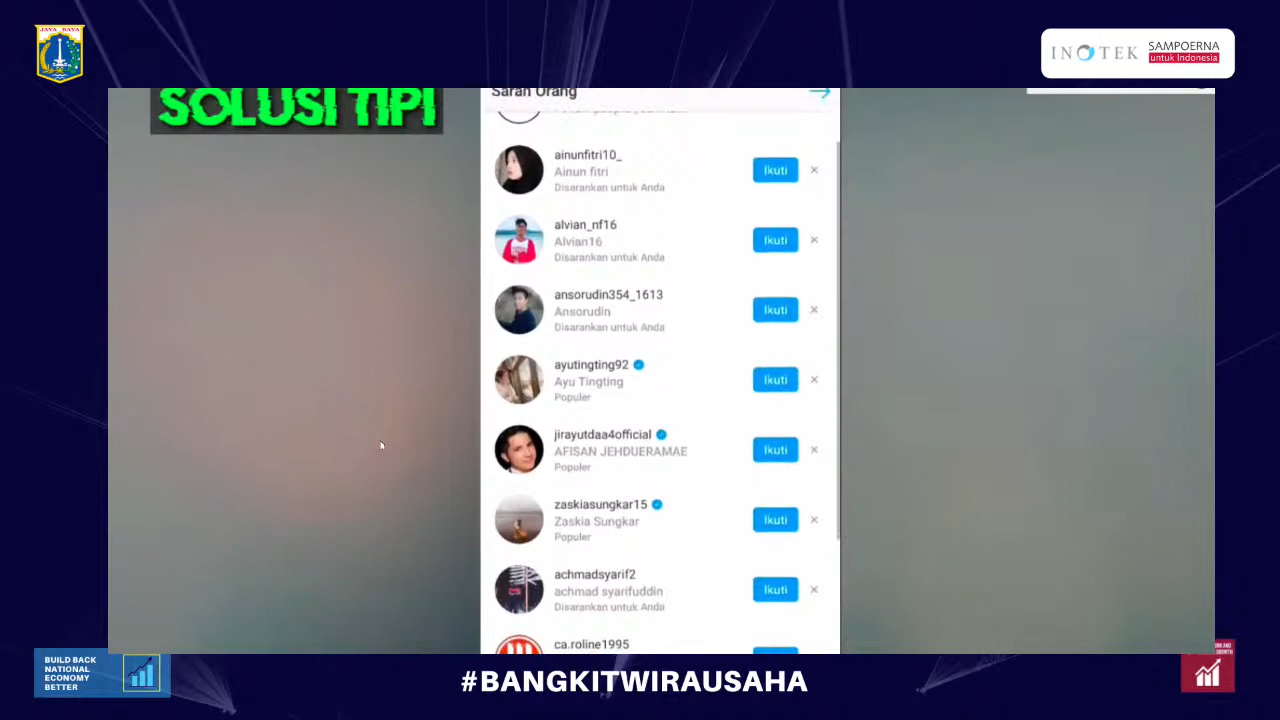 JAYA RAYA
INOTEK
SAMPOERNA
untuk Indonesia
SOLUSI TIPI
Saran Orang
ainunfitri10_
Ainun fitri
Disarankan untuk Anda
Ikuti
alvian_nf16
Alvian16
Disarankan untuk Anda
Ikuti
ansorudin354_1613
Ansorudin
Disarankan untuk Anda
Ikuti
ayutingting92
Ayu Tingting
Populer
Ikuti
jirayutdaa4official
AFISAN JEHDUERAMAE
Populer
Ikuti
zaskiasungkar15
Zaskia Sungkar
Populer
Ikuti
achmadsyarif2
achmad syarifuddin
Disarankan untuk Anda
Ikuti
ca.roline1995
BUILD BACK
NATIONAL
ECONOMY
BETTER
#BANGKITWIRAUSAHA